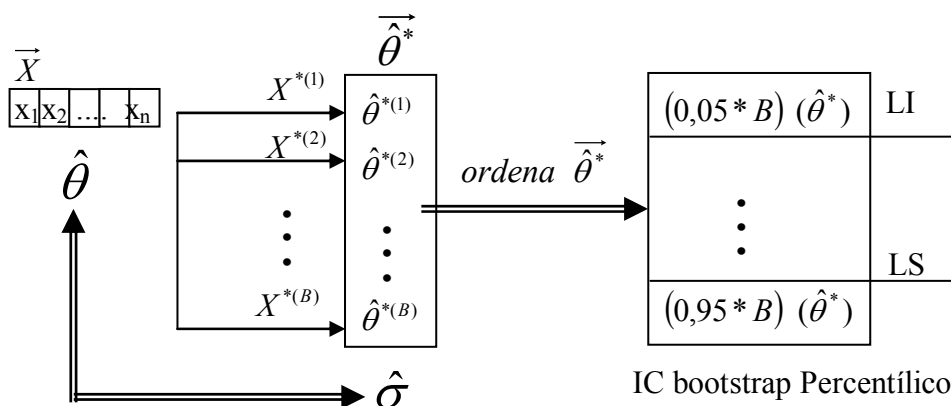 X
x₁ x₂ .... xₙ
θ̂
σ̂
θ̂*
X*(1)
θ̂*(1)
X*(2)
θ̂*(2)
X*(B)
θ̂*(B)
ordena θ̂*
(0,05 * B) (θ̂*) LI
LS
(0,95 * B) (θ̂*)
IC bootstrap Percentílico